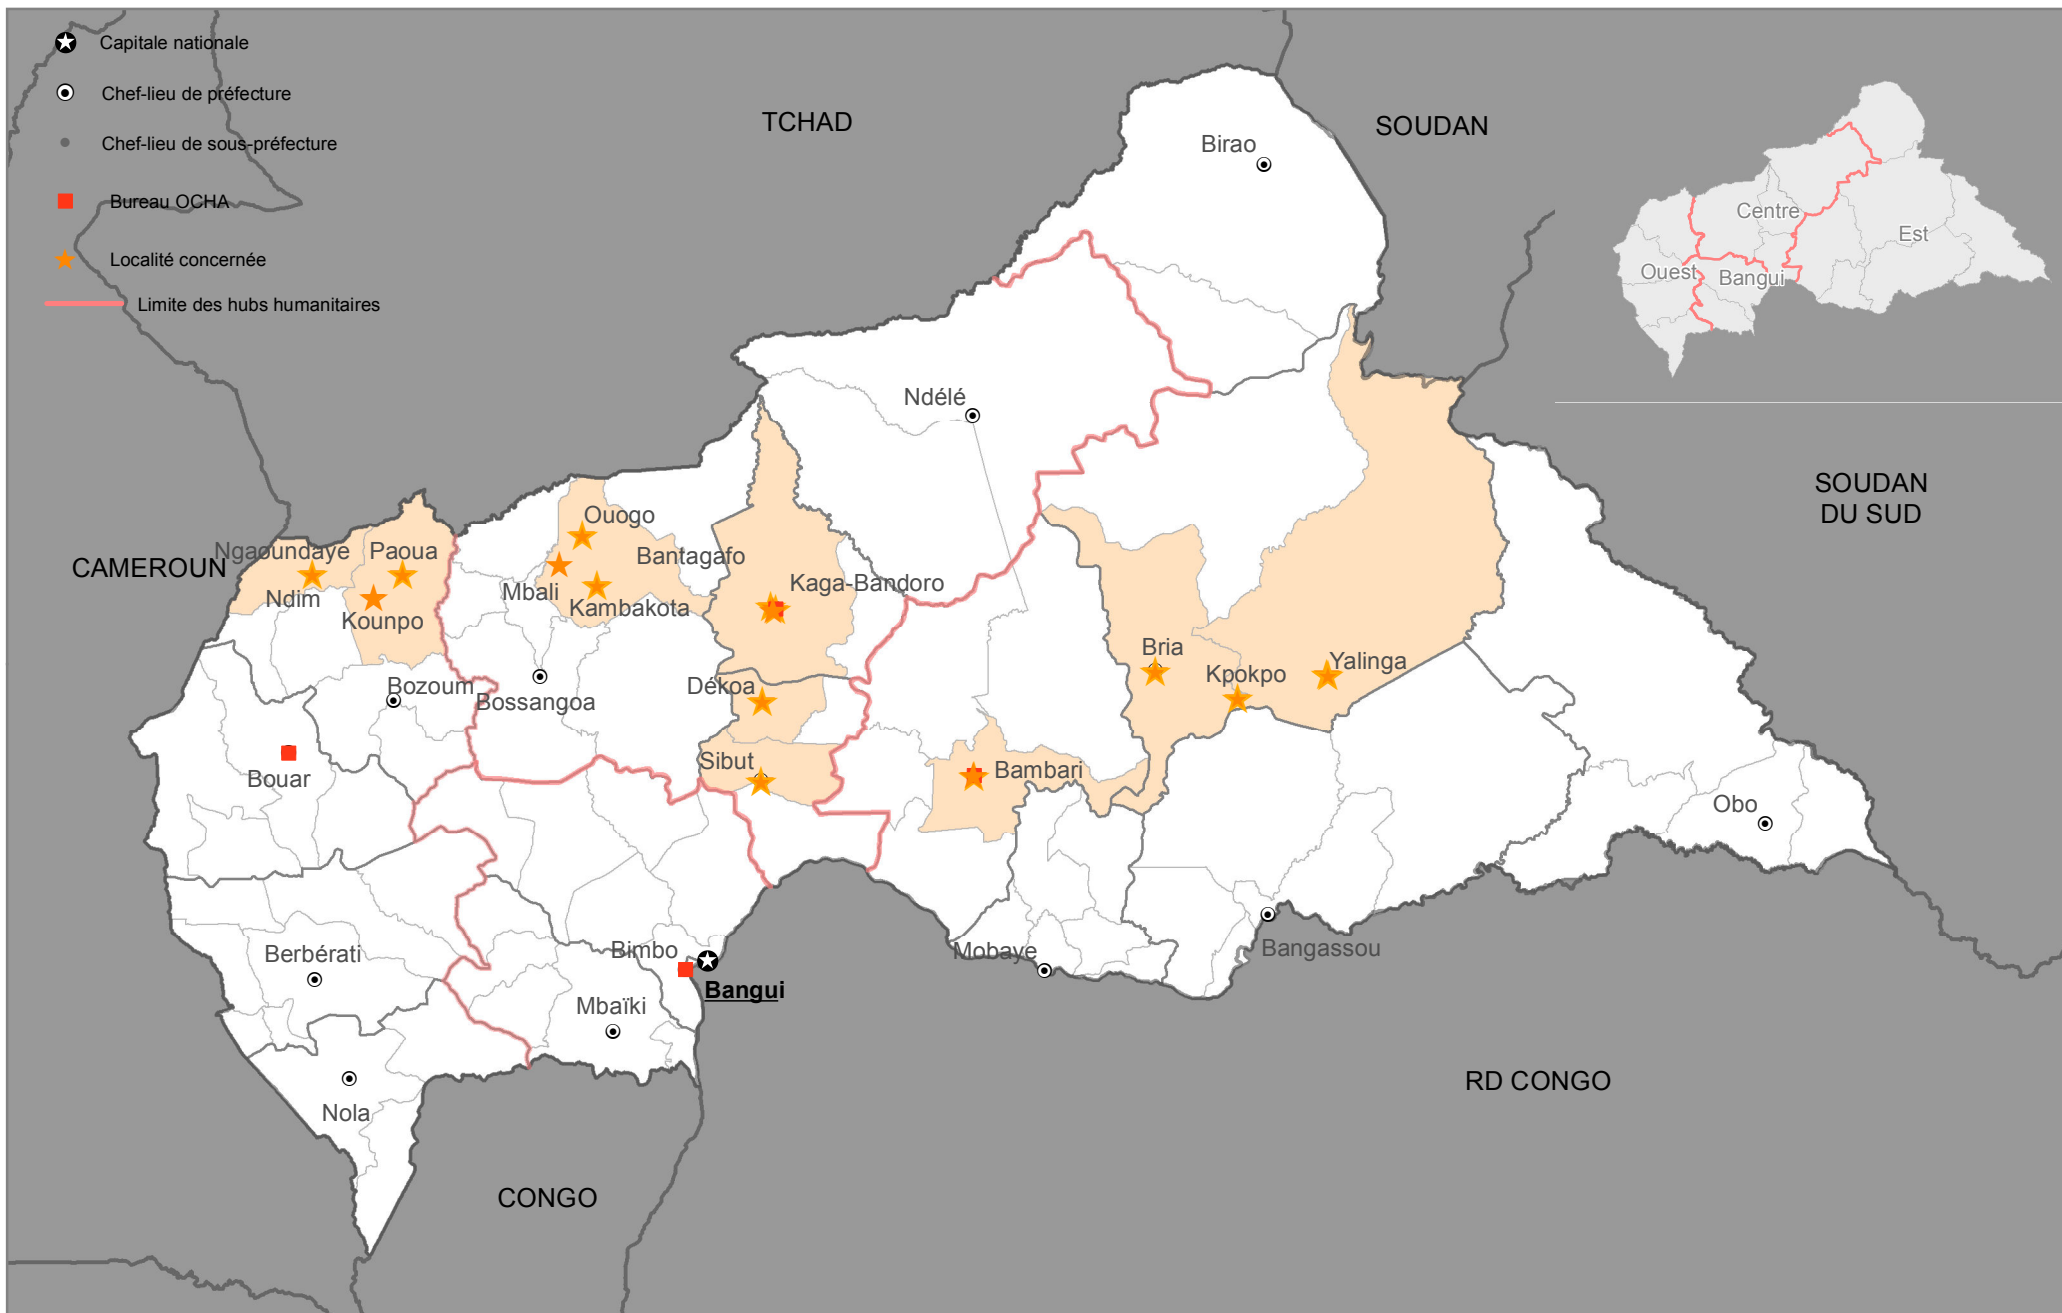 Capitale nationale
Chef-lieu de préfecture
Chef-lieu de sous-préfecture
Bureau OCHA
Localité concernée
Limite des hubs humanitaires
TCHAD
SOUDAN
Birao
Centre
Est
Ouest
Bangui
Ndélé
SOUDAN
DU SUD
CAMEROUN
Ngaoundaye
Paoua
Ouogo
Bantagafo
Kaga-Bandoro
Ndim
Kounpo
Mbali
Kambakota
Bria
Kpokpo
Yalinga
Bozoum
Bossangoa
Dékoa
Bouar
Sibut
Bambari
Obo
Berbérati
Bimbo
Bangui
Mobaye
Bangassou
Mbaïki
Nola
RD CONGO
CONGO